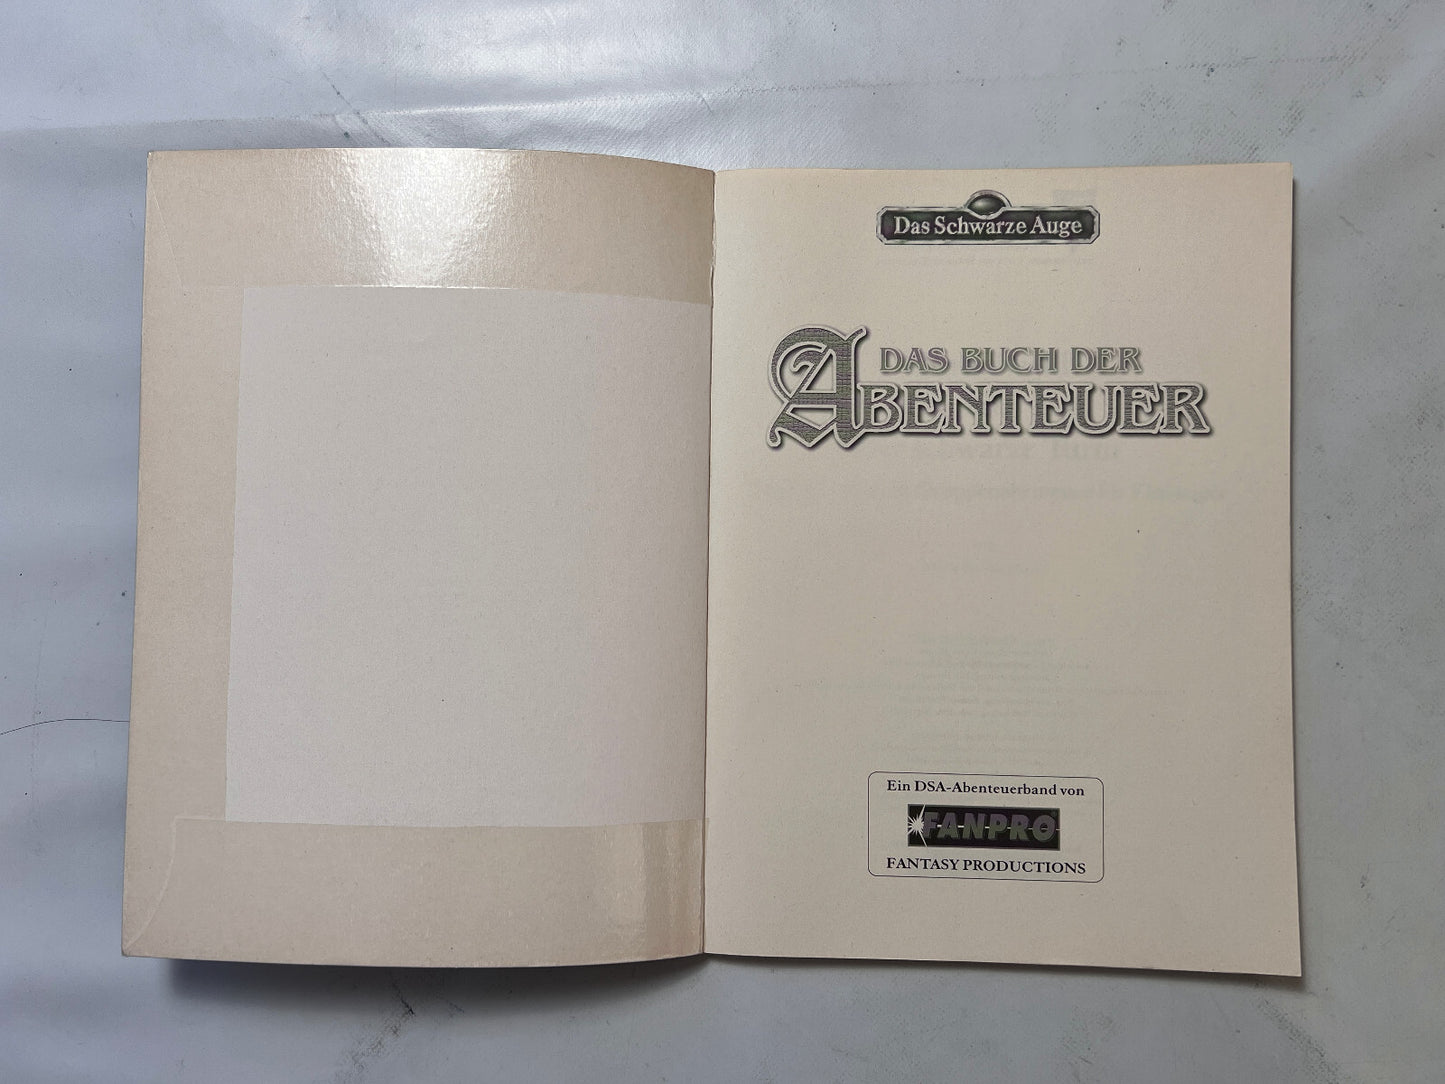 Das Schwarze Auge
DAS BUCH DER
ABENTEUER
Ein DSA-Abenteuerband von
FANPRO
FANTASY PRODUCTIONS